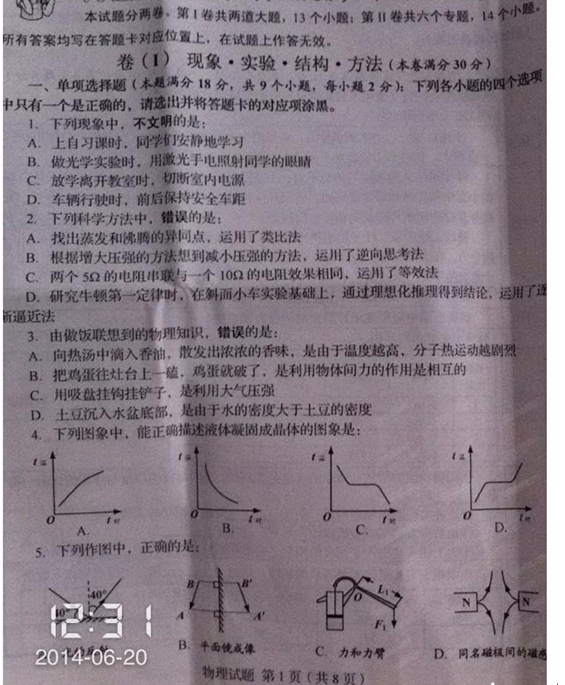 本试题分两卷。第Ⅰ卷共两道大题，13个小题；第Ⅱ卷共六个专题，14个小题。
所有答案均写在答题卡对应位置上，在试题上作答无效。
卷(Ⅰ) 现象·实验·结构·方法(本卷满分30分)
一、单项选择题(本题满分18分，共9个小题，每小题2分)：下列各小题的四个选项
中只有一个是正确的，请选出并将答题卡的对应项涂黑。
1. 下列现象中，不文明的是：
A. 上自习课时，同学们安静地学习
B. 做光学实验时，用激光手电照射同学的眼睛
C. 放学离开教室时，切断室内电源
D. 车辆行驶时，前后保持安全车距
2. 下列科学方法中，错误的是：
A. 找出蒸发和沸腾的异同点，运用了类比法
B. 根据增大压强的方法想到减小压强的方法，运用了逆向思考法
C. 两个5Ω的电阻串联与一个10Ω的电阻效果相同，运用了等效法
D. 研究牛顿第一定律时，在斜面小车实验基础上，通过理想化推理得到结论，运用了逐
渐逼近法
3. 由做饭联想到的物理知识，错误的是：
A. 向热汤中滴入香油，散发出浓浓的香味，是由于温度越高，分子热运动越剧烈
B. 把鸡蛋往灶台上一磕，鸡蛋就破了，是利用物体间力的作用是相互的
C. 用吸盘挂钩挂铲子，是利用大气压强
D. 土豆沉入水盆底部，是由于水的密度大于土豆的密度
4. 下列图象中，能正确描述液体凝固成晶体的图象是：
t温 t温 t温 t温
O t时 O t时 O t时 O t时
A. B. C. D.
5. 下列作图中，正确的是：
40° 40° B B' A A' O L₁ F₁ N N
B. 平面镜成像 C. 力和力臂 D. 同名磁极间的磁感
12:31
2014-06-20
物理试题 第1页(共8页)